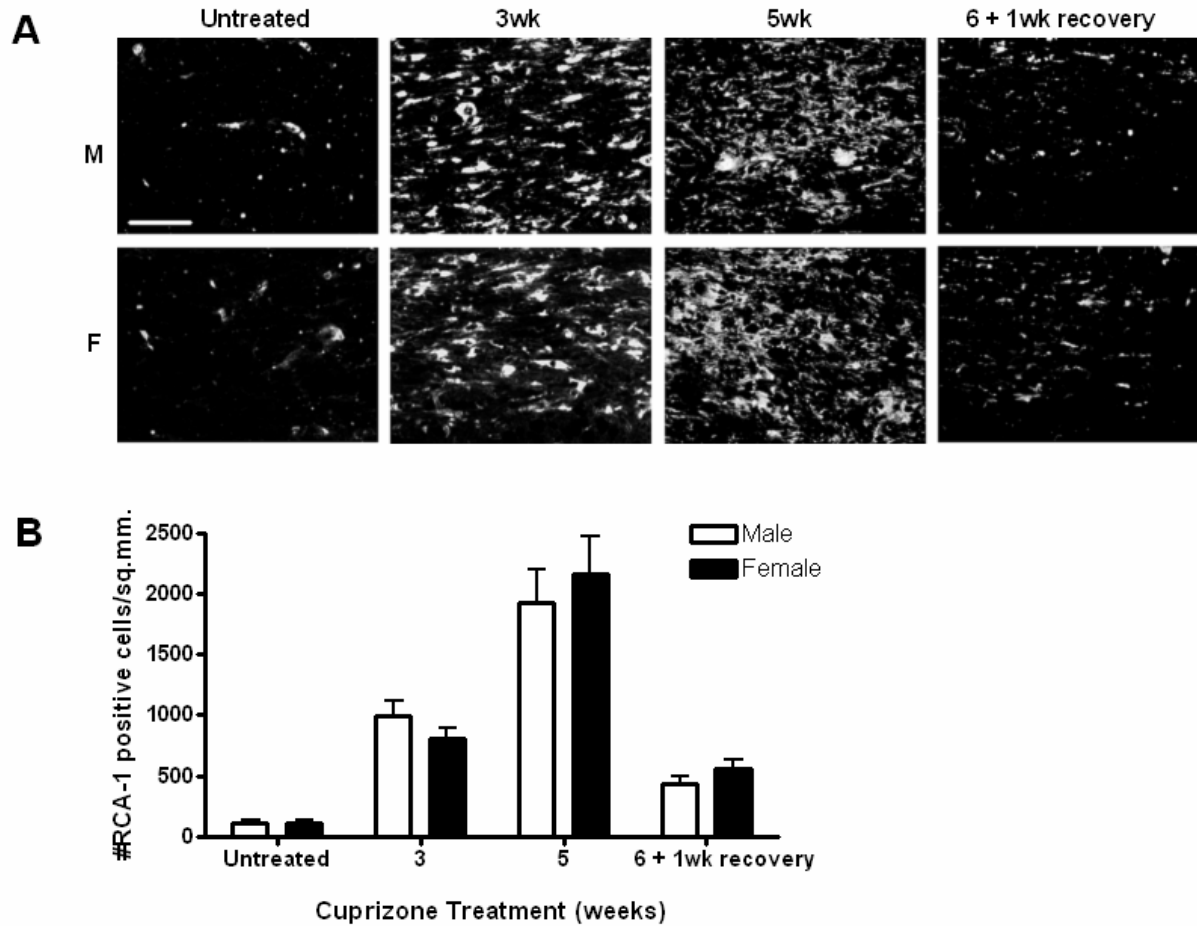 A
Untreated 3wk 5wk 6 + 1wk recovery
M
F
B
#RCA-1 positive cells/sq.mm.
2500
2000
1500
1000
500
0
Male
Female
Untreated 3 5 6 + 1wk recovery
Cuprizone Treatment (weeks)